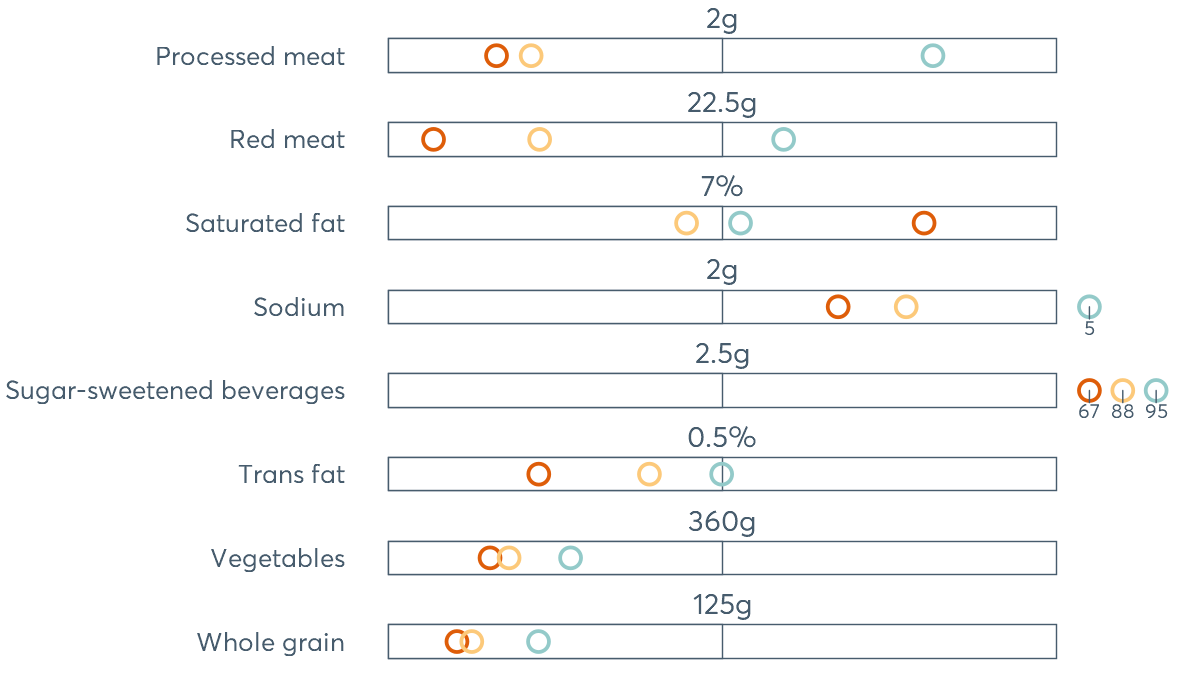 2g
Processed meat
22.5g
Red meat
7%
Saturated fat
2g
Sodium
5
2.5g
Sugar-sweetened beverages
67 88 95
0.5%
Trans fat
360g
Vegetables
125g
Whole grain